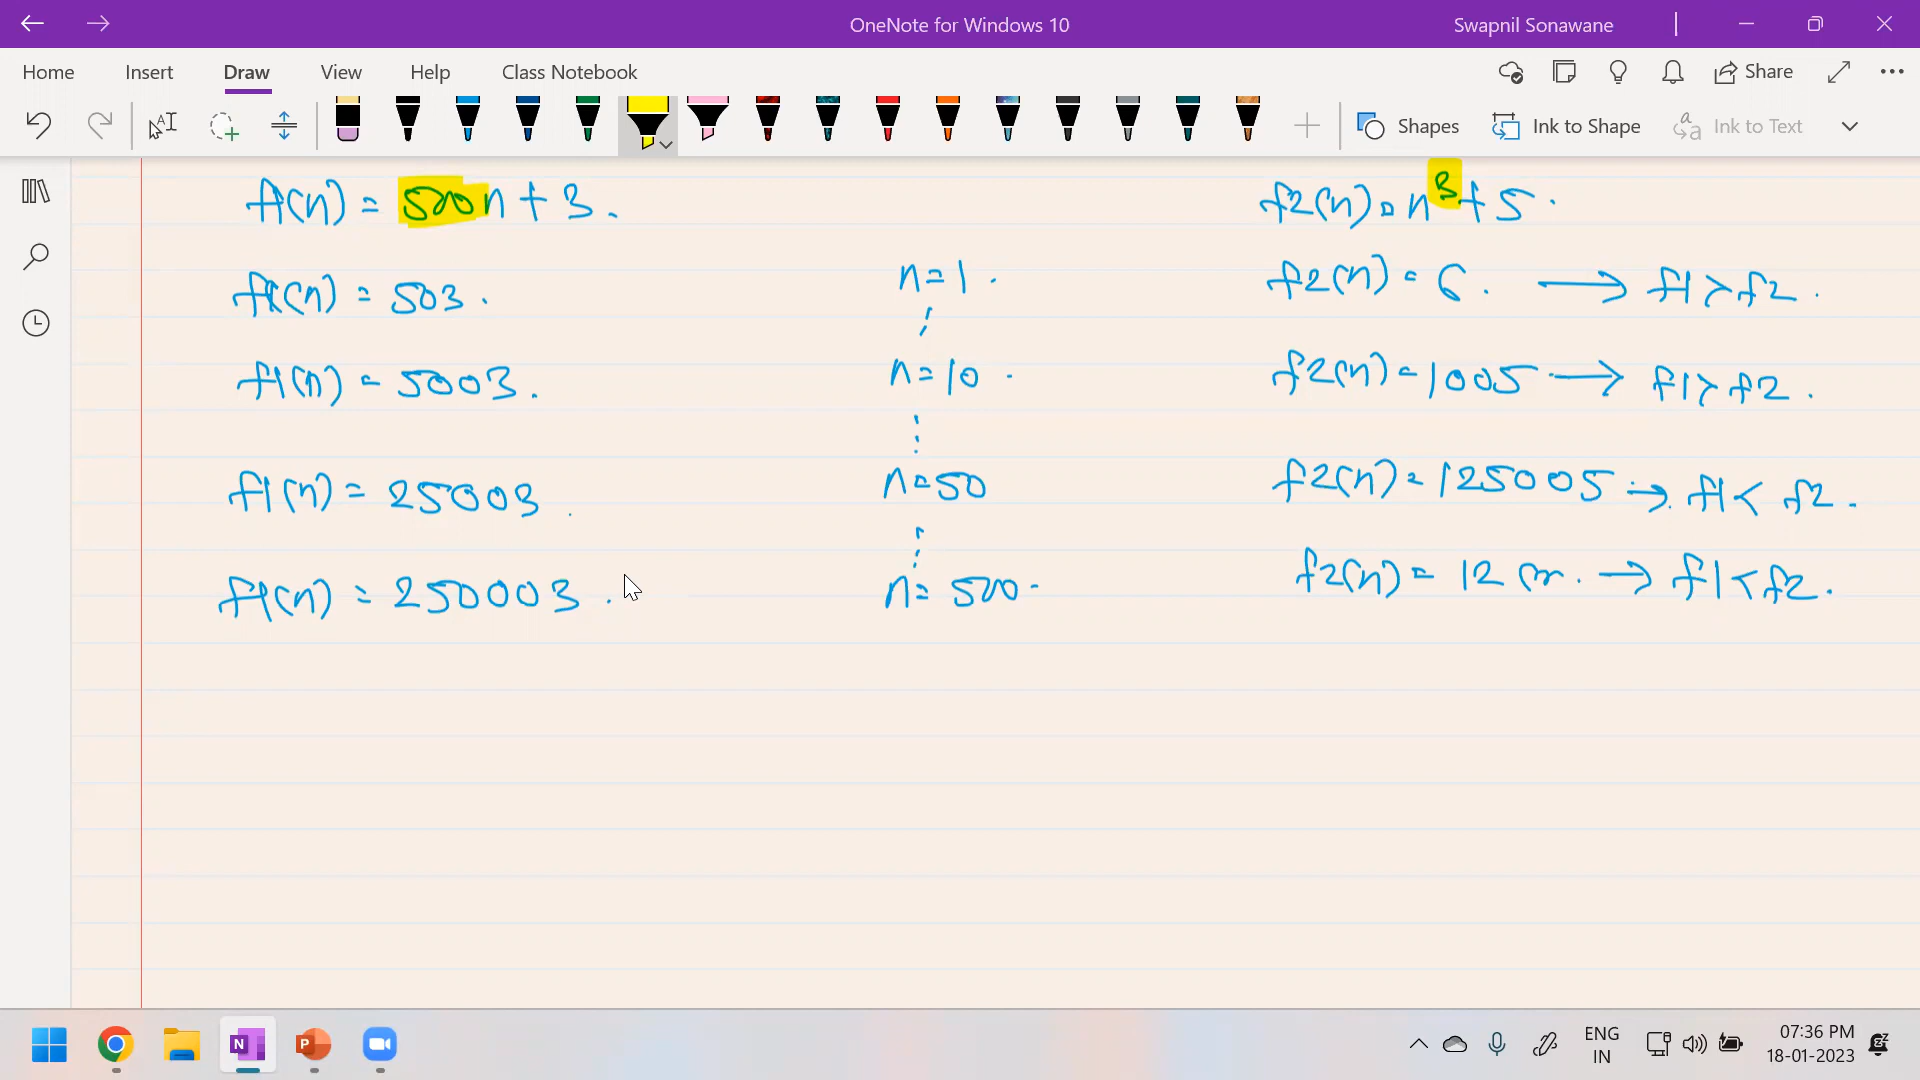 OneNote for Windows 10
Swapnil Sonawane
Home Insert Draw View Help Class Notebook Share
Shapes Ink to Shape Ink to Text
f1(n) = 500n + 3. f2(n) = n³ + 5.
n=1. f2(n) = 6. → f1 > f2.
f1(n) = 503.
n=10. f2(n) = 1005 → f1 > f2.
f1(n) = 5003.
f1(n) = 25003. n=50 f2(n) = 125005 → f1 < f2.
f1(n) = 250003. n=500. f2(n) = 12 Cr. → f1 < f2.
ENG 07:36 PM
IN 18-01-2023